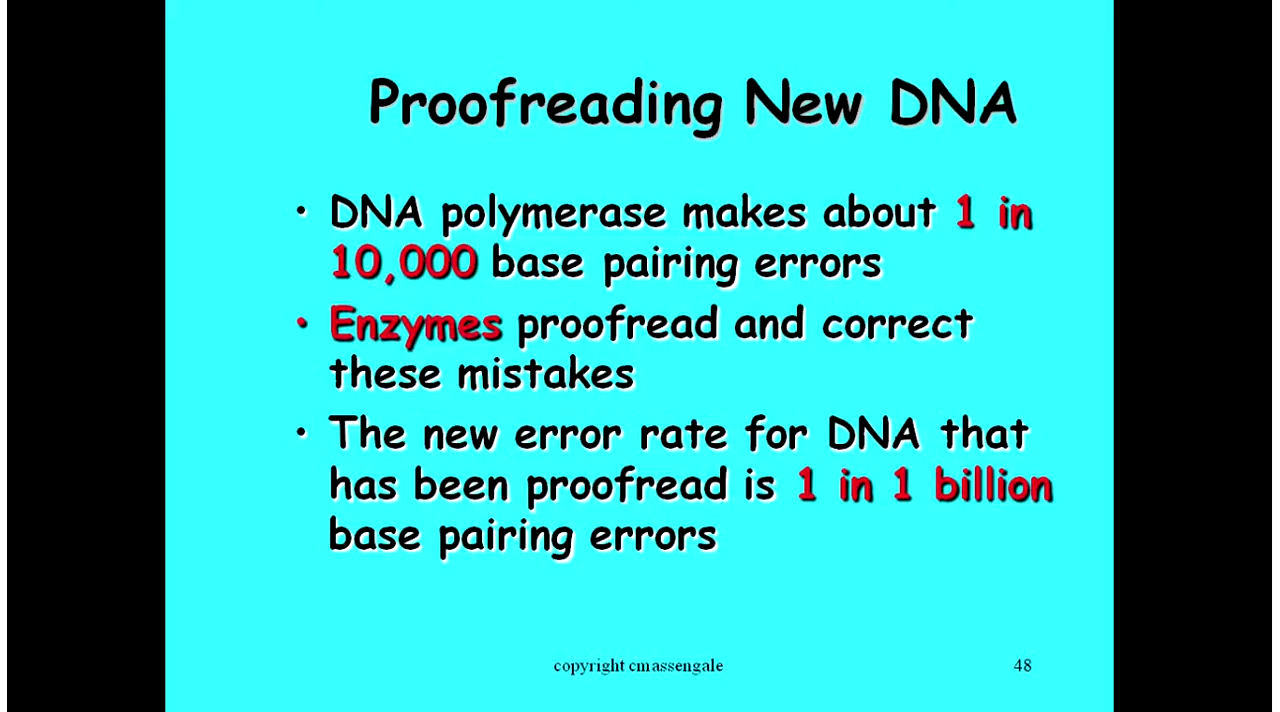 Proofreading New DNA
• DNA polymerase makes about 1 in
10,000 base pairing errors
• Enzymes proofread and correct
these mistakes
• The new error rate for DNA that
has been proofread is 1 in 1 billion
base pairing errors
copyright cmassengale
48